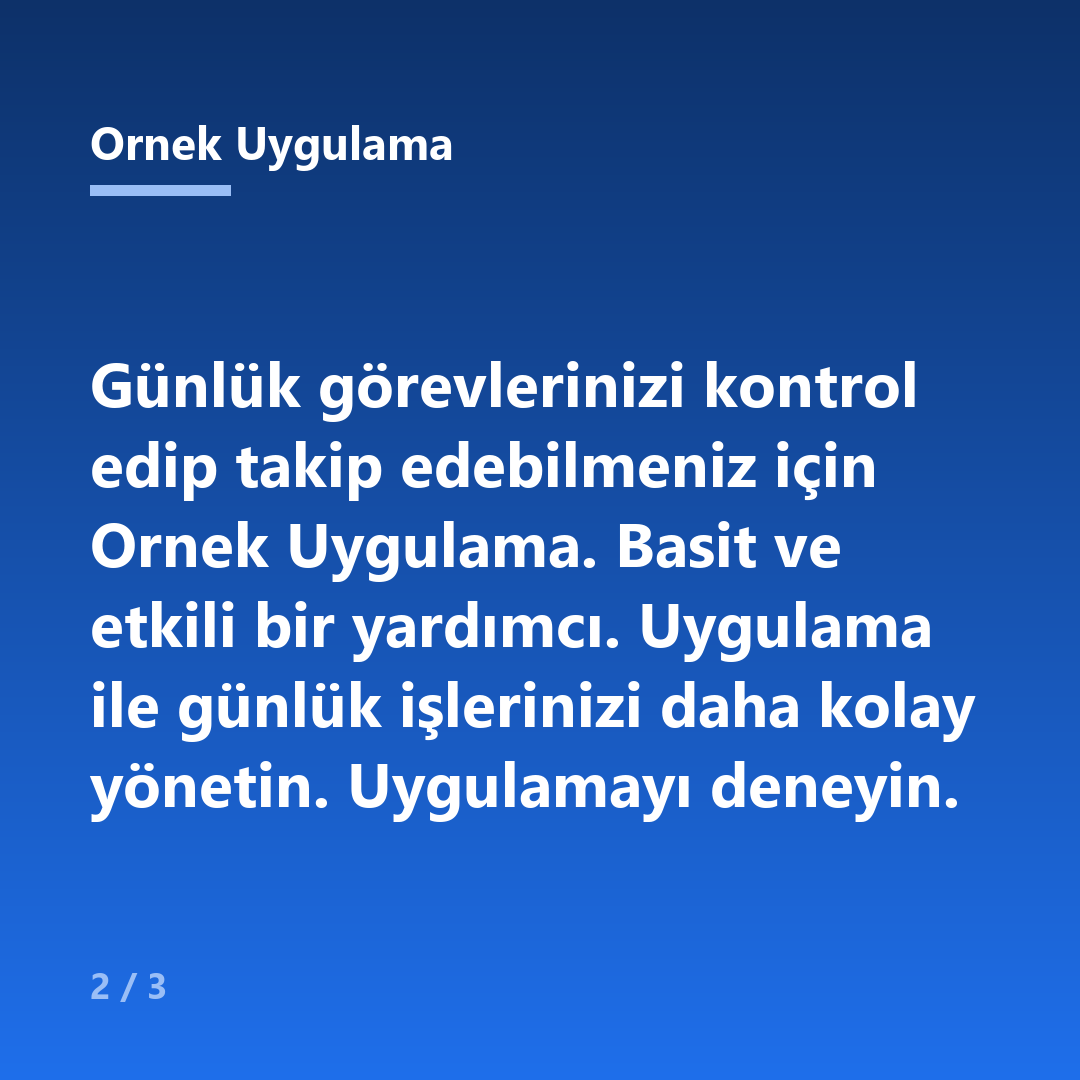 Ornek Uygulama
Günlük görevlerinizi kontrol
edip takip edebilmeniz için
Ornek Uygulama. Basit ve
etkili bir yardımcı. Uygulama
ile günlük işlerinizi daha kolay
yönetin. Uygulamayı deneyin.
2 / 3